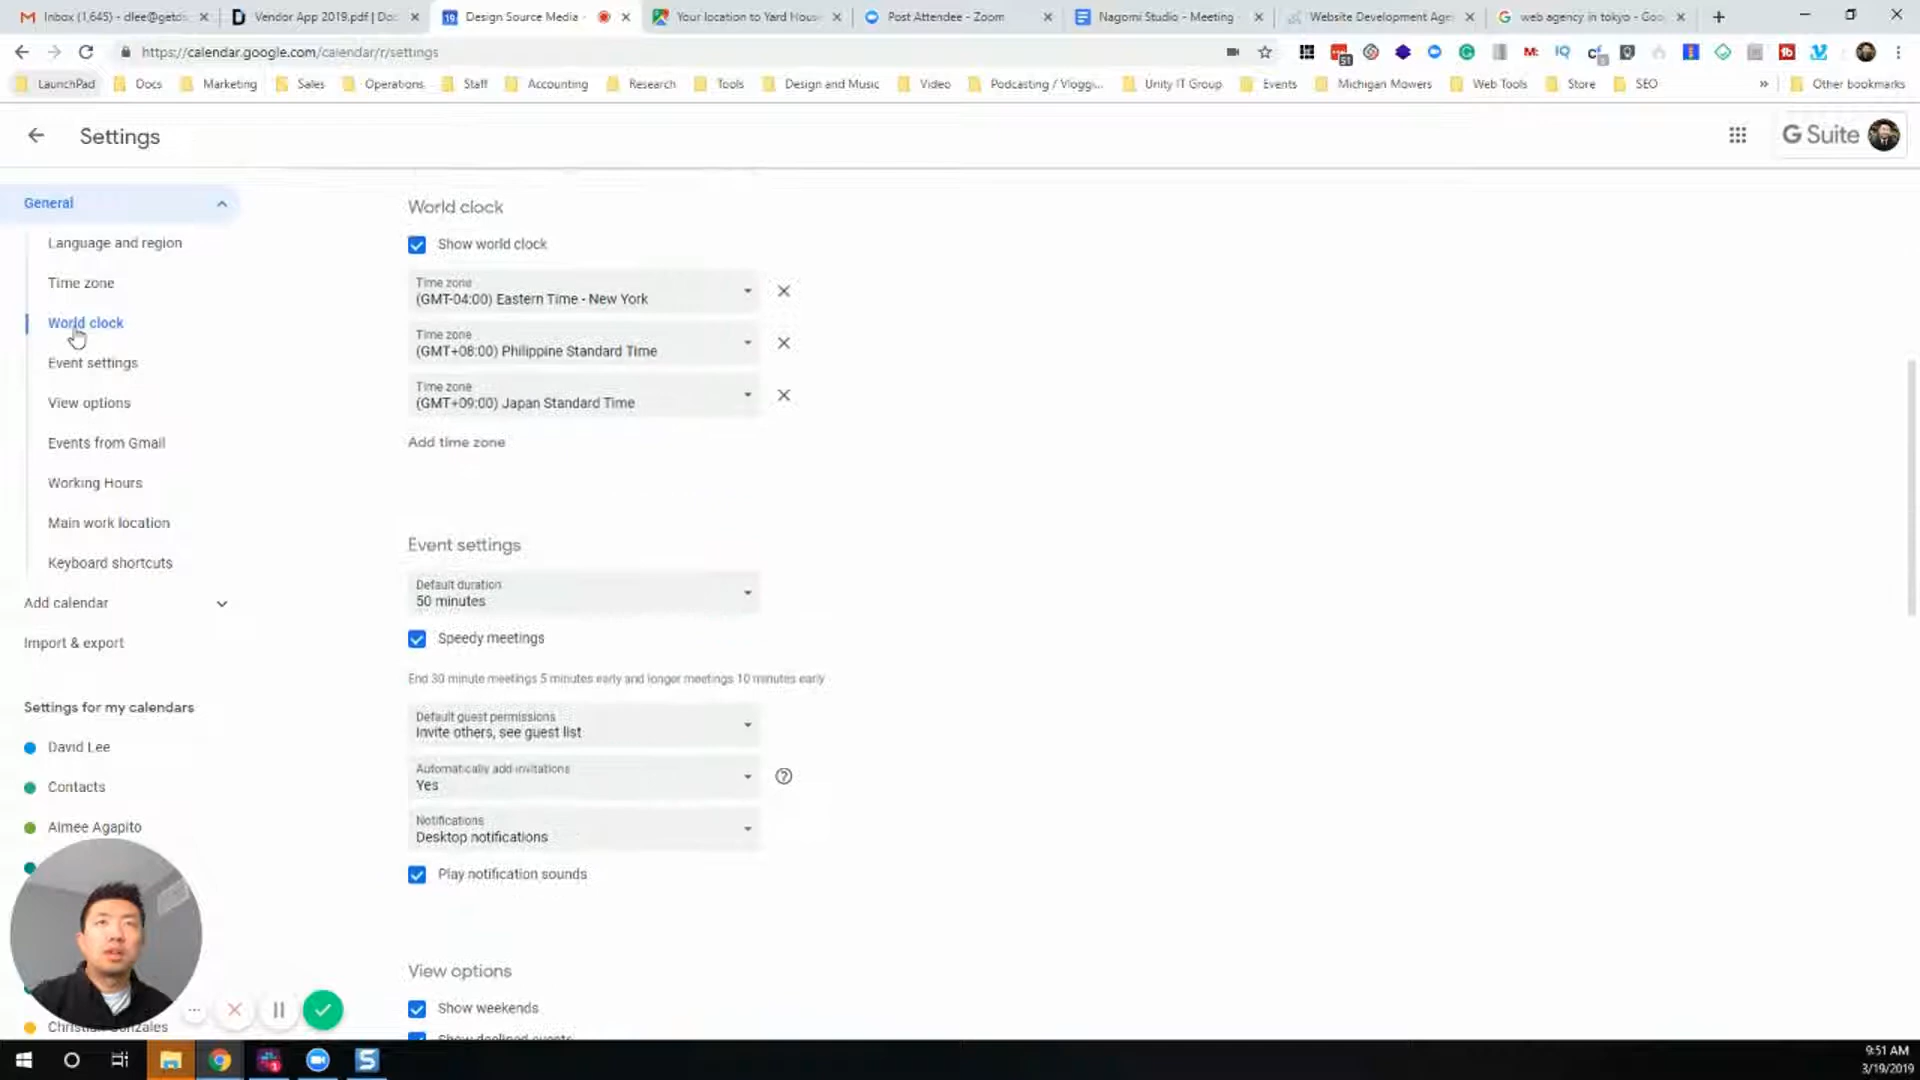 Inbox (1,645) - dlee@getds
Vendor App 2019.pdf | Doc
Design Source Media -
Your location to Yard Hous
Post Attendee - Zoom
Nagomi Studio - Meeting
Website Development Age
web agency in tokyo - Goo
https://calendar.google.com/calendar/r/settings
LaunchPad
Docs
Marketing
Sales
Operations
Staff
Accounting
Research
Tools
Design and Music
Video
Podcasting / Vloggi...
Unity IT Group
Events
Michigan Mowers
Web Tools
Store
SEO
Other bookmarks
Settings
G Suite
General
Language and region
Time zone
World clock
Event settings
View options
Events from Gmail
Working Hours
Main work location
Keyboard shortcuts
Add calendar
Import & export
Settings for my calendars
David Lee
Contacts
Aimee Agapito
World clock
Show world clock
Time zone
(GMT-04:00) Eastern Time - New York
Time zone
(GMT+08:00) Philippine Standard Time
Time zone
(GMT+09:00) Japan Standard Time
Add time zone
Event settings
Default duration
50 minutes
Speedy meetings
End 30 minute meetings 5 minutes early and longer meetings 10 minutes early
Default guest permissions
Invite others, see guest list
Automatically add invitations
Yes
Notifications
Desktop notifications
Play notification sounds
View options
Show weekends
Show declined events
9:51 AM
3/19/2019